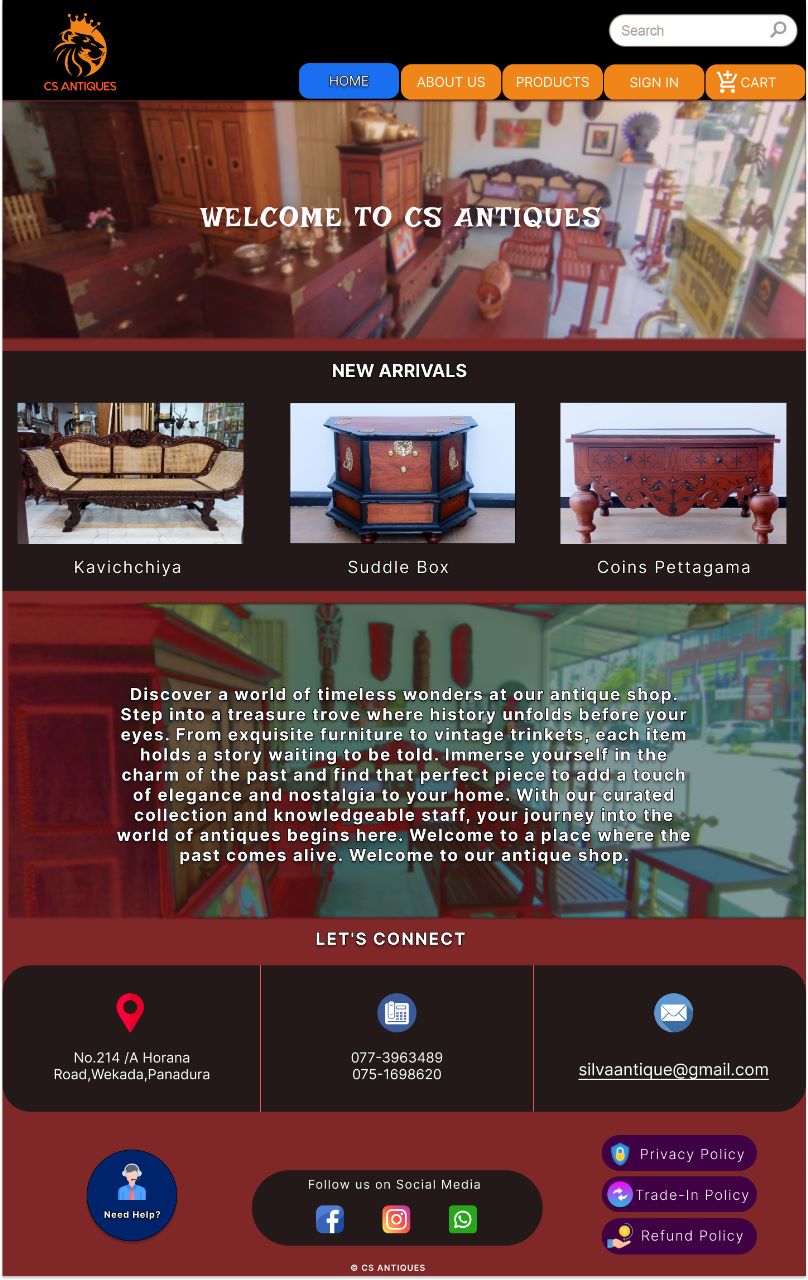 Search
CS ANTIQUES
HOME
ABOUT US
PRODUCTS
SIGN IN
CART
WELCOME TO CS ANTIQUES
WELCOME
NEW ARRIVALS
Kavichchiya
Suddle Box
Coins Pettagama
Discover a world of timeless wonders at our antique shop.
Step into a treasure trove where history unfolds before your
eyes. From exquisite furniture to vintage trinkets, each item
holds a story waiting to be told. Immerse yourself in the
charm of the past and find that perfect piece to add a touch
of elegance and nostalgia to your home. With our curated
collection and knowledgeable staff, your journey into the
world of antiques begins here. Welcome to a place where the
past comes alive. Welcome to our antique shop.
LET'S CONNECT
No.214 /A Horana
Road,Wekada,Panadura
077-3963489
075-1698620
silvaantique@gmail.com
Need Help?
Follow us on Social Media
Privacy Policy
Trade-In Policy
Refund Policy
© CS ANTIQUES